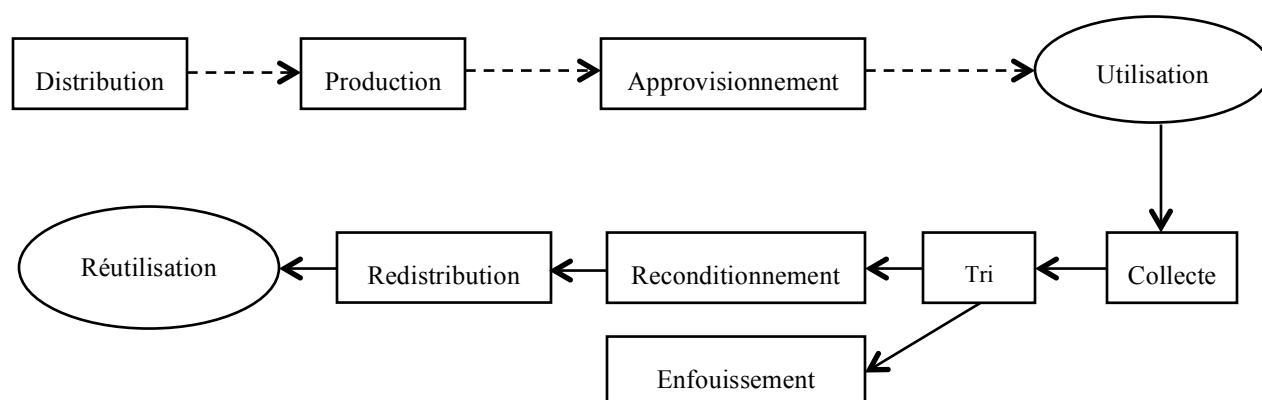 Distribution
Production
Approvisionnement
Utilisation
Réutilisation
Redistribution
Reconditionnement
Tri
Collecte
Enfouissement